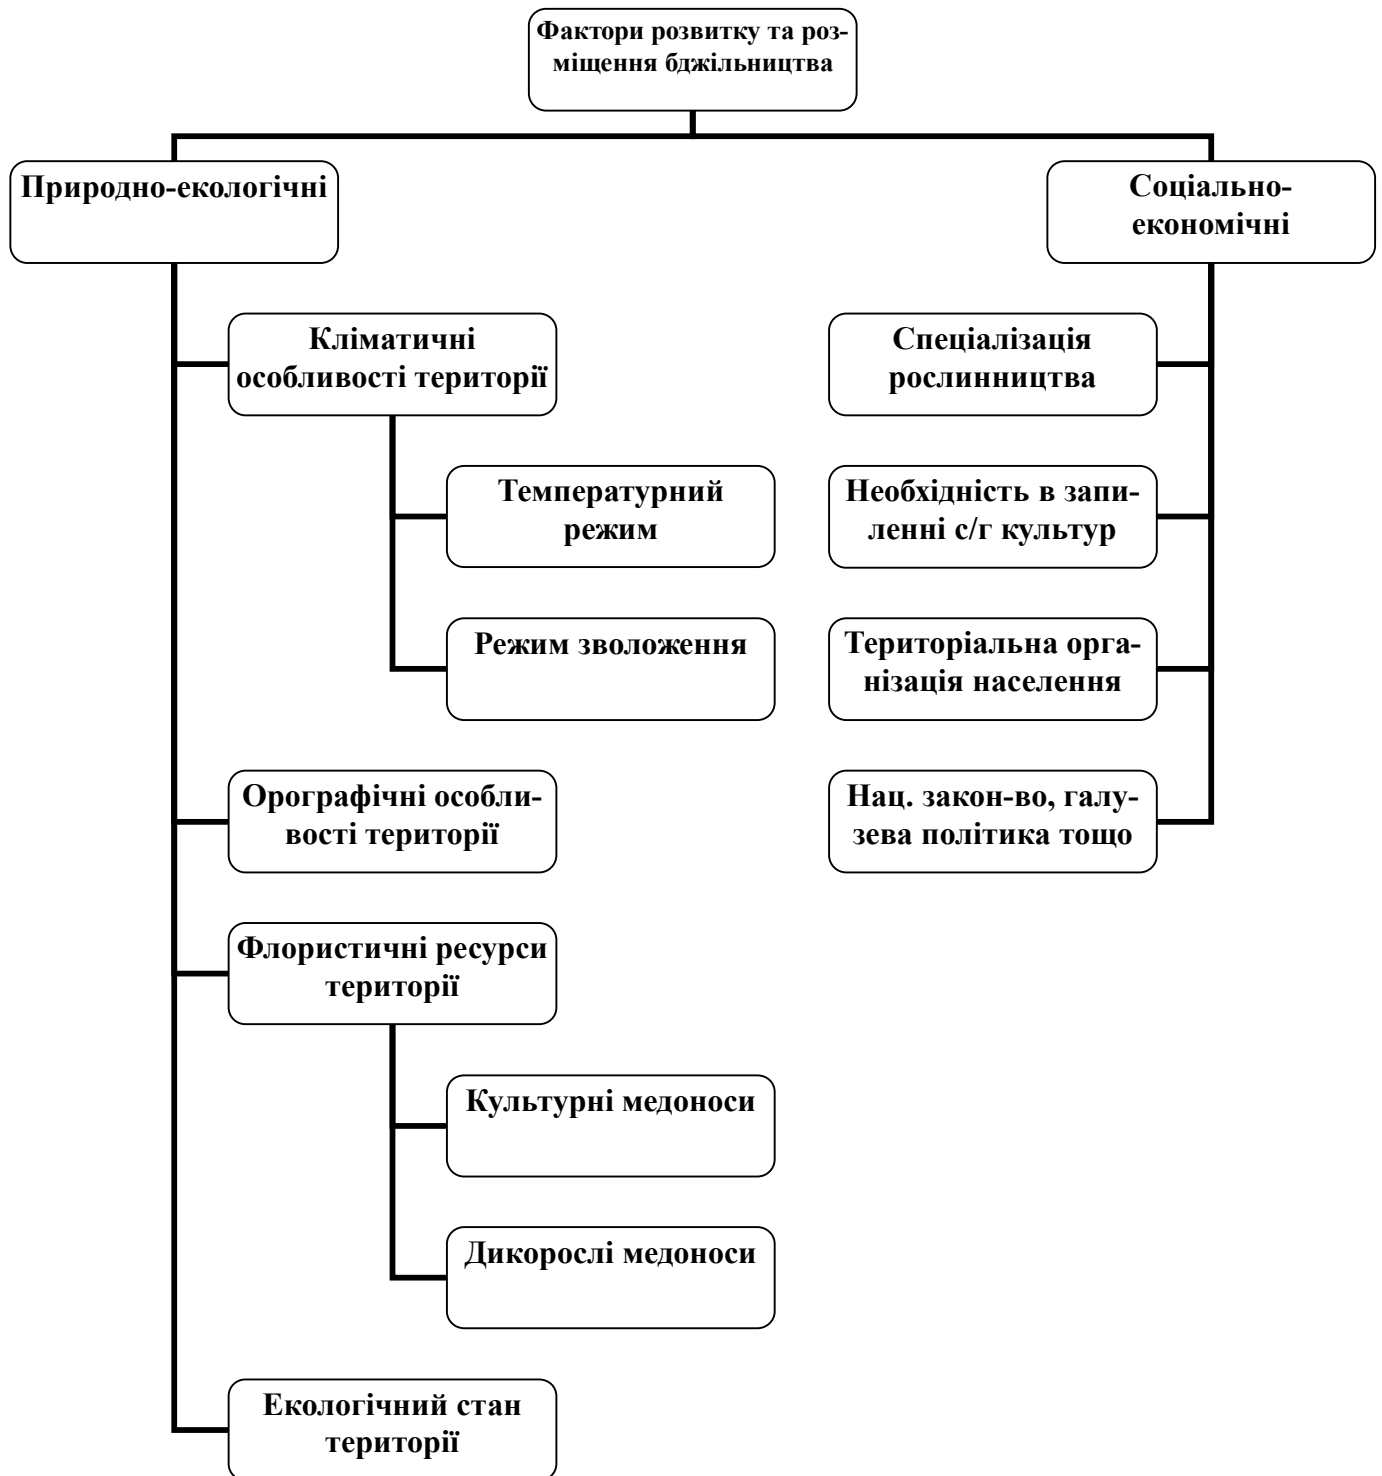 Фактори розвитку та роз-
міщення бджільництва
Природно-екологічні
Соціально-
економічні
Кліматичні
особливості території
Спеціалізація
рослинництва
Температурний
режим
Необхідність в запи-
ленні с/г культур
Режим зволоження
Територіальна орга-
нізація населення
Орографічні особли-
вості території
Нац. закон-во, галу-
зева політика тощо
Флористичні ресурси
території
Культурні медоноси
Дикорослі медоноси
Екологічний стан
території